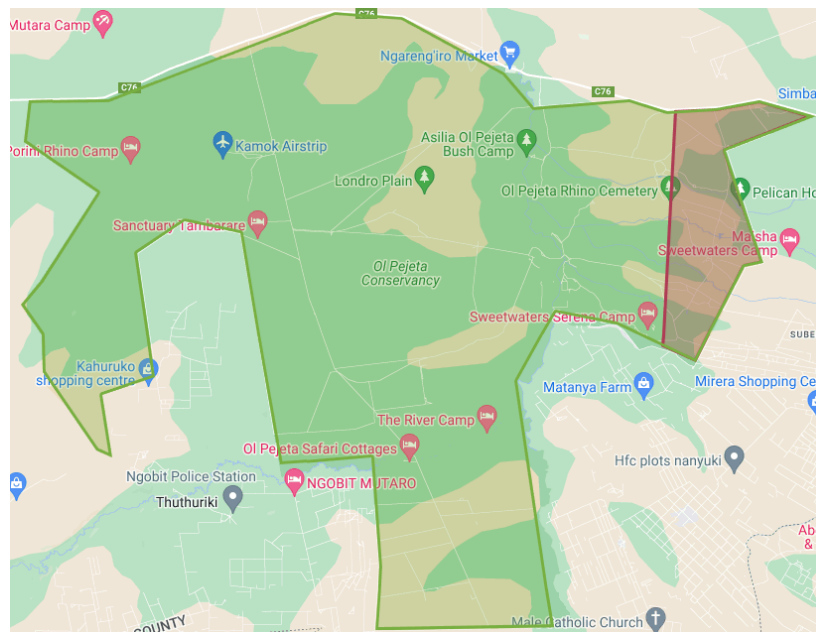 C76
Mutara Camp
Ngareng'iro Market
C76
C76
Simba
Asilia Ol Pejeta
Bush Camp
Porini Rhino Camp
Kamok Airstrip
Londro Plain
Ol Pejeta Rhino Cemetery
Pelican Ho
Sanctuary Tambarare
Maisha
Sweetwaters Camp
Ol Pejeta
Conservancy
Sweetwaters Serena Camp
SUBE
Kahuruko
shopping centre
Matanya Farm
Mirera Shopping Ce
The River Camp
Ol Pejeta Safari Cottages
Hfc plots nanyuki
Ngobit Police Station
NGOBIT MUTARO
Thuthuriki
Ab
&
COUNTY
Male Catholic Church